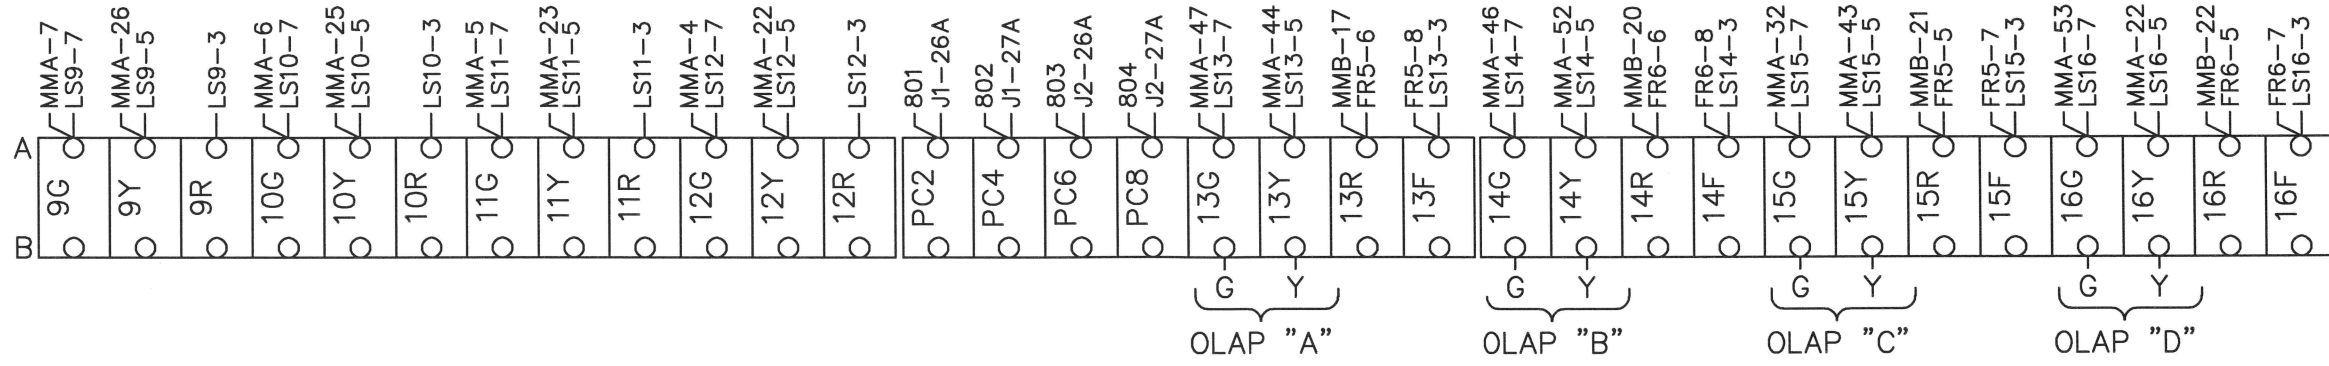 MMA-7
LS9-7
MMA-26
LS9-5
LS9-3
MMA-6
LS10-7
MMA-25
LS10-5
LS10-3
MMA-5
LS11-7
MMA-23
LS11-5
LS11-3
MMA-4
LS12-7
MMA-22
LS12-5
LS12-3
801
J1-26A
802
J1-27A
803
J2-26A
804
J2-27A
MMA-47
LS13-7
MMA-44
LS13-5
MMB-17
FR5-6
FR5-8
LS13-3
MMA-46
LS14-7
MMA-52
LS14-5
MMB-20
FR6-6
FR6-8
LS14-3
MMA-32
LS15-7
MMA-43
LS15-5
MMB-21
FR5-5
FR5-7
LS15-3
MMA-53
LS16-7
MMA-22
LS16-5
MMB-22
FR6-5
FR6-7
LS16-3
A
9G
9Y
9R
10G
10Y
10R
11G
11Y
11R
12G
12Y
12R
PC2
PC4
PC6
PC8
13G
13Y
13R
13F
14G
14Y
14R
14F
15G
15Y
15R
15F
16G
16Y
16R
16F
B
G Y G Y G Y G Y
OLAP "A" OLAP "B" OLAP "C" OLAP "D"